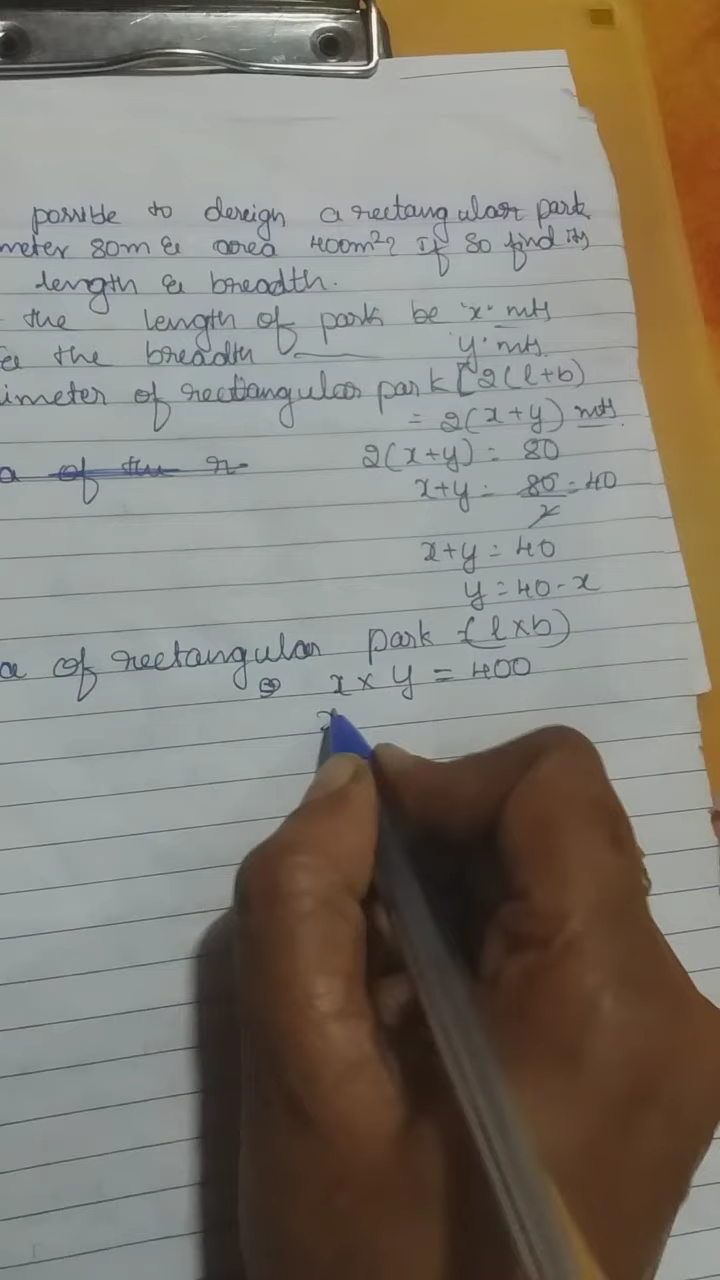 possible to design a rectangular park
meter 80m & area 400m²? If so find its
length & breadth.
the length of park be 'x' mts
the breadth ——— 'y' mts
imeter of rectangular park [2(l+b)
= 2(x+y) mts.
a of the r
2(x+y) = 80
x+y = 80/2 = 40
x+y = 40
y = 40-x
a of rectangular park (l×b)
x × y = 400
x